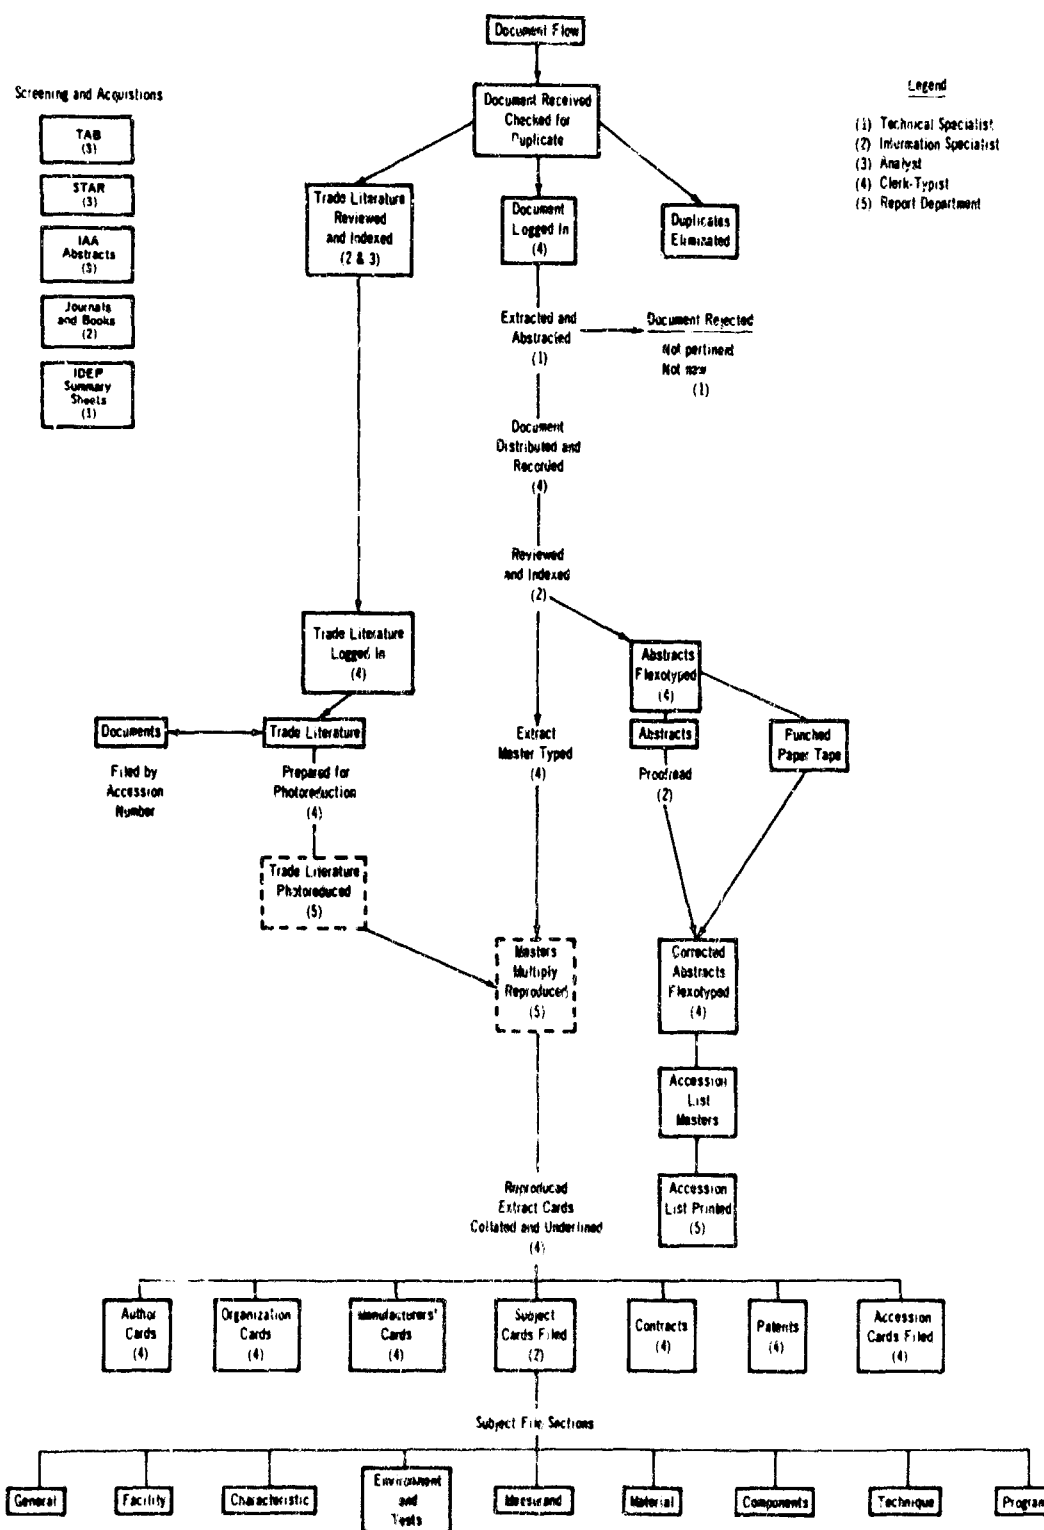 Document Flow
Screening and Acquistions
TAB
(3)
STAR
(3)
IAA
Abstracts
(3)
Journals
and Books
(2)
IDEP
Summary
Sheets
Legend
(1) Technical Specialist
(2) Information Specialist
(3) Analyst
(4) Clerk-Typist
(5) Report Department
Document Received
Checked for
Duplicate
Trade Literature
Reviewed
and Indexed
(2 & 3)
Document
Logged In
(4)
Duplicates
Eliminated
Extracted and
Abstracted
(1)
Document Rejected
Not pertinent
Not new
(1)
Document
Distributed and
Recorded
(4)
Reviewed
and Indexed
(2)
Trade Literature
Logged In
(4)
Abstracts
Flexotyped
(4)
Documents
Trade Literature
Extract
Master Typed
(4)
Abstracts
Punched
Paper Tape
Filed by
Accession
Number
Prepared for
Photoreduction
(4)
Proofread
(2)
Trade Literature
Photoreduced
(5)
Masters
Multiply
Reproduced
(5)
Corrected
Abstracts
Flexotyped
(4)
Accession
List
Masters
Accession
List Printed
(5)
Reproduced
Extract Cards
Collated and Underlined
(4)
Author
Cards
(4)
Organization
Cards
(4)
Manufacturers'
Cards
(4)
Subject
Cards Filed
(2)
Contracts
(4)
Patents
(4)
Accession
Cards Filed
(4)
Subject File Sections
General
Facility
Characteristic
Environment
and
Tests
Measurand
Material
Components
Technique
Program